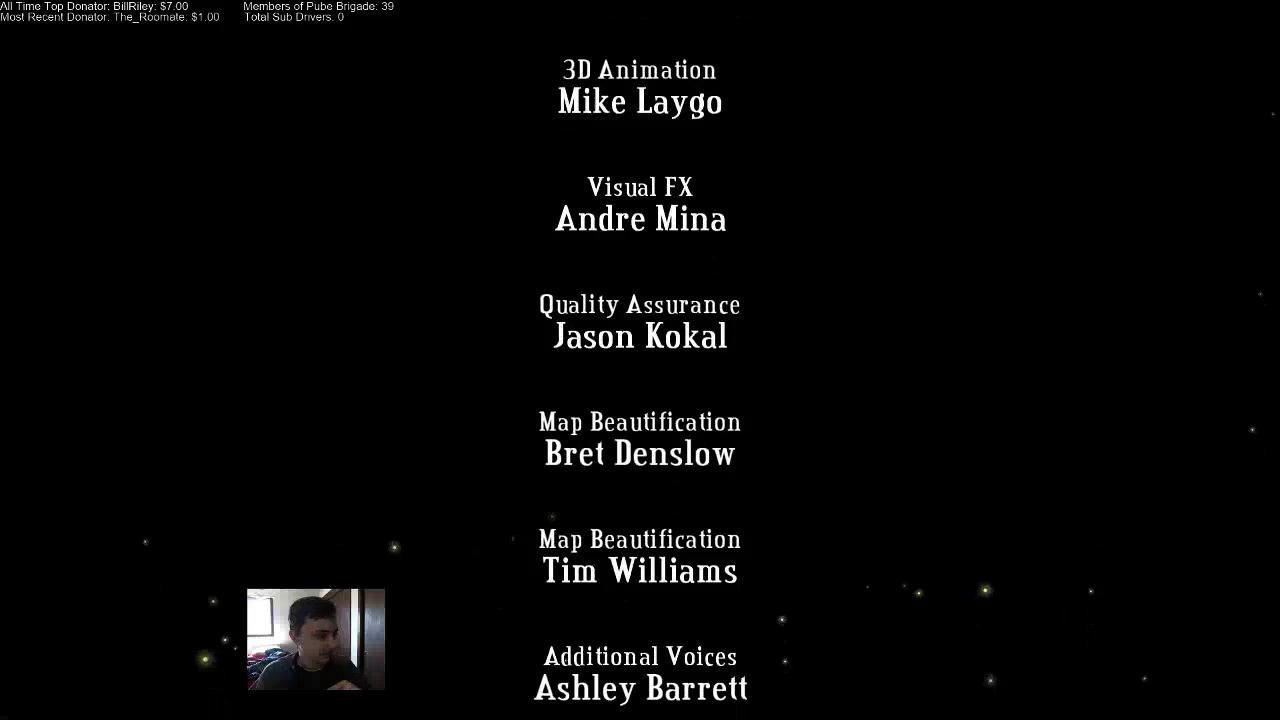 All Time Top Donator: BillRiley: $7.00
Members of Pube Brigade: 39
Most Recent Donator: The_Roomate: $1.00
Total Sub Drivers: 0
3D Animation
Mike Laygo
Visual FX
Andre Mina
Quality Assurance
Jason Kokal
Map Beautification
Bret Denslow
Map Beautification
Tim Williams
Additional Voices
Ashley Barrett